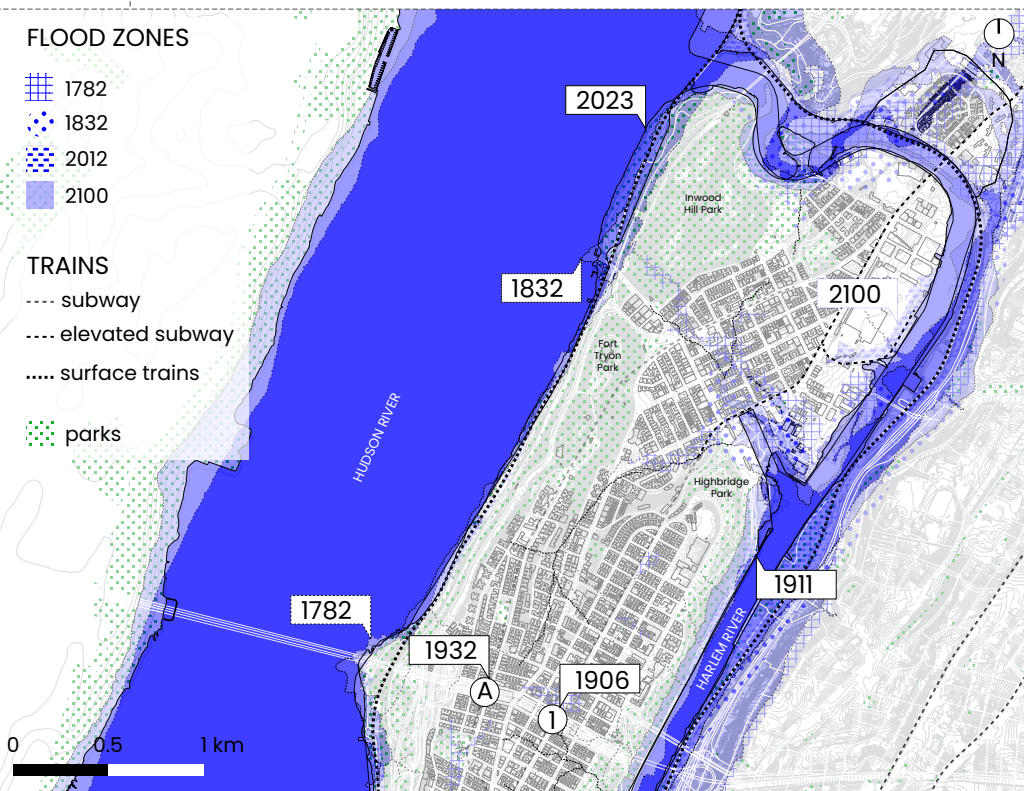 FLOOD ZONES
1782
1832
2012
2100
TRAINS
subway
elevated subway
surface trains
parks
N
2023
Inwood
Hill Park
1832
2100
Fort
Tryon
Park
HUDSON RIVER
Highbridge
Park
1911
1782
1932
A
1906
1
HARLEM RIVER
0 0.5 1 km